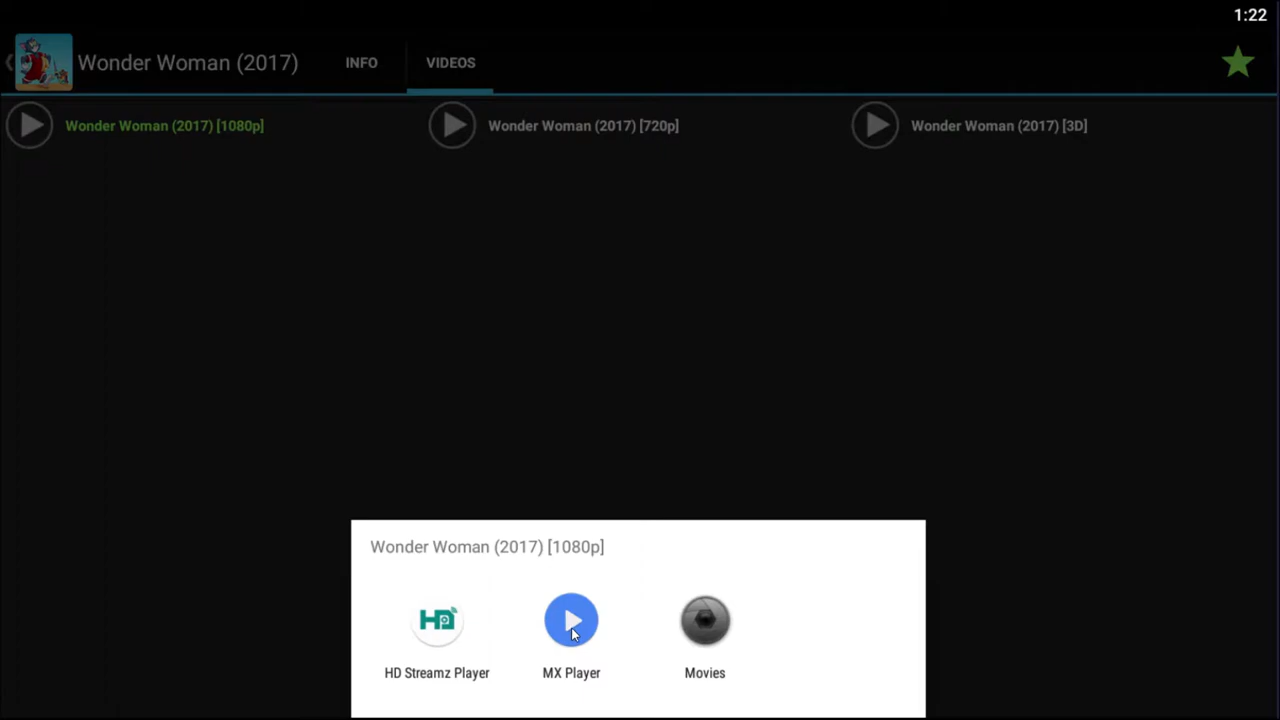 1:22
Wonder Woman (2017) INFO VIDEOS
Wonder Woman (2017) [1080p] Wonder Woman (2017) [720p] Wonder Woman (2017) [3D]
Wonder Woman (2017) [1080p]
HD
HD Streamz Player MX Player Movies